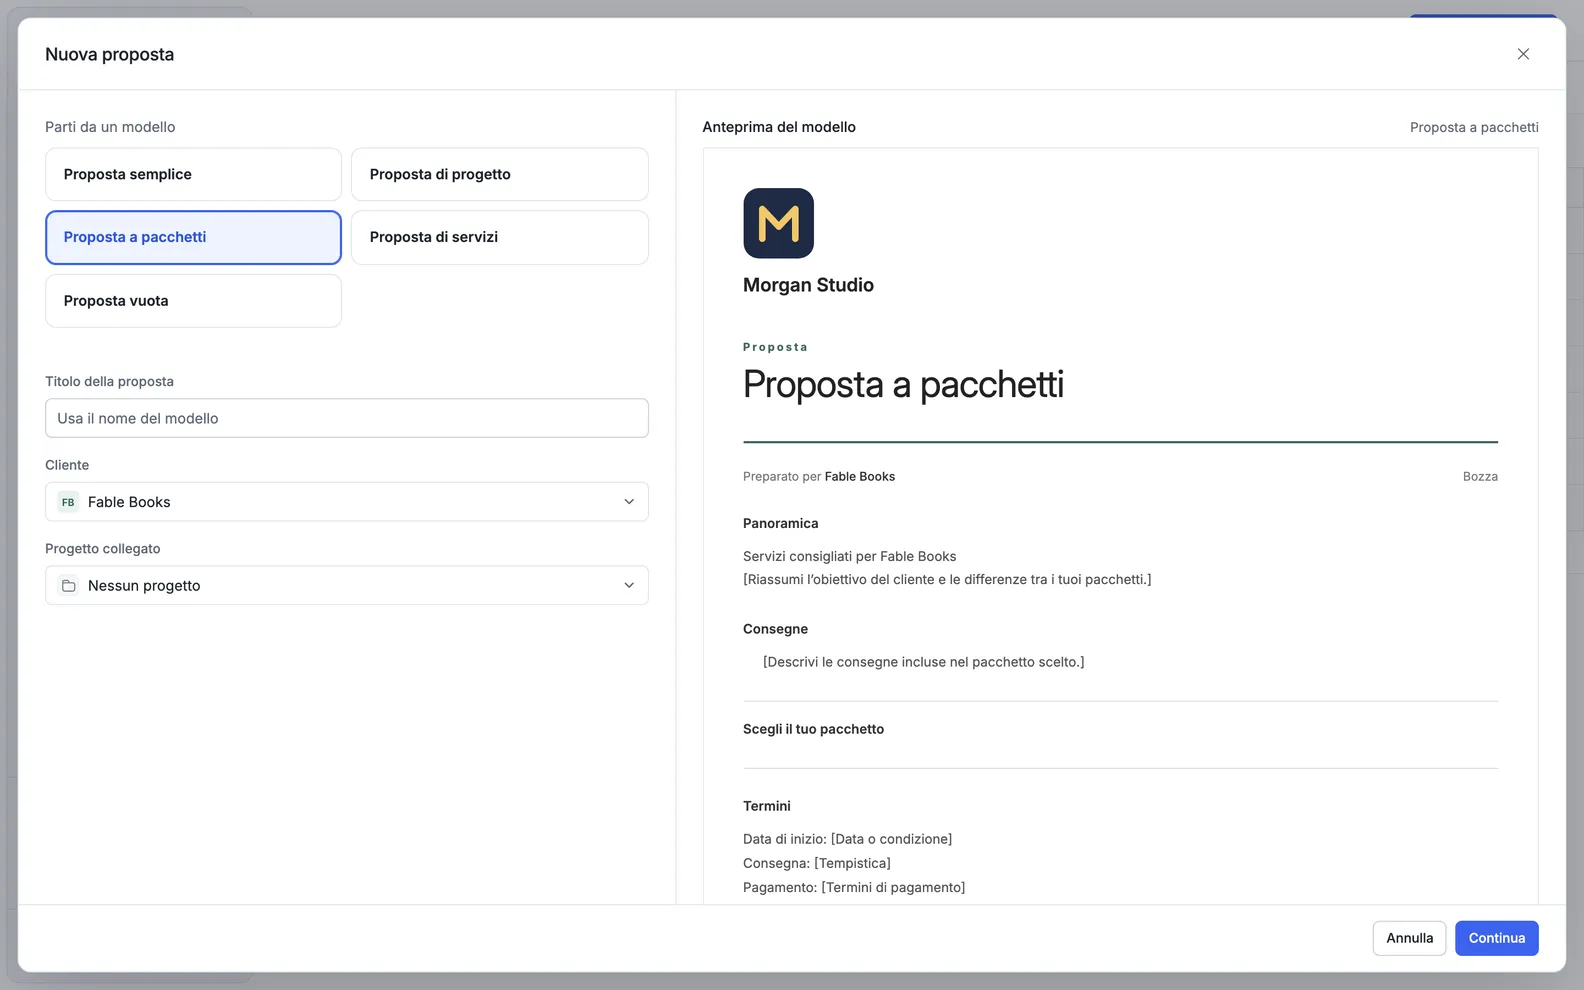 Nuova proposta
Parti da un modello
Proposta semplice
Proposta di progetto
Proposta a pacchetti
Proposta di servizi
Proposta vuota
Titolo della proposta
Usa il nome del modello
Cliente
FB Fable Books
Progetto collegato
Nessun progetto
Anteprima del modello
Proposta a pacchetti
M
Morgan Studio
Proposta
Proposta a pacchetti
Preparato per Fable Books
Bozza
Panoramica
Servizi consigliati per Fable Books
[Riassumi l’obiettivo del cliente e le differenze tra i tuoi pacchetti.]
Consegne
[Descrivi le consegne incluse nel pacchetto scelto.]
Scegli il tuo pacchetto
Termini
Data di inizio: [Data o condizione]
Consegna: [Tempistica]
Pagamento: [Termini di pagamento]
Annulla
Continua